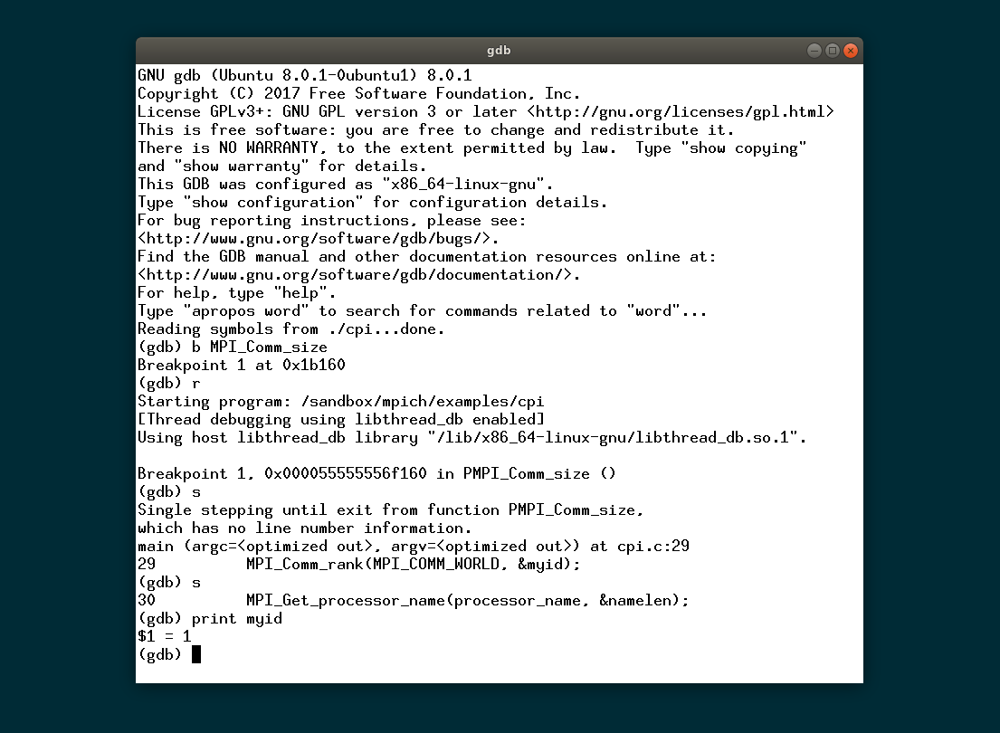 gdb
GNU gdb (Ubuntu 8.0.1-0ubuntu1) 8.0.1
Copyright (C) 2017 Free Software Foundation, Inc.
License GPLv3+: GNU GPL version 3 or later <http://gnu.org/licenses/gpl.html>
This is free software: you are free to change and redistribute it.
There is NO WARRANTY, to the extent permitted by law.  Type "show copying"
and "show warranty" for details.
This GDB was configured as "x86_64-linux-gnu".
Type "show configuration" for configuration details.
For bug reporting instructions, please see:
<http://www.gnu.org/software/gdb/bugs/>.
Find the GDB manual and other documentation resources online at:
<http://www.gnu.org/software/gdb/documentation/>.
For help, type "help".
Type "apropos word" to search for commands related to "word"...
Reading symbols from ./cpi...done.
(gdb) b MPI_Comm_size
Breakpoint 1 at 0x1b160
(gdb) r
Starting program: /sandbox/mpich/examples/cpi
[Thread debugging using libthread_db enabled]
Using host libthread_db library "/lib/x86_64-linux-gnu/libthread_db.so.1".

Breakpoint 1, 0x000055555556f160 in PMPI_Comm_size ()
(gdb) s
Single stepping until exit from function PMPI_Comm_size,
which has no line number information.
main (argc=<optimized out>, argv=<optimized out>) at cpi.c:29
29          MPI_Comm_rank(MPI_COMM_WORLD, &myid);
(gdb) s
30          MPI_Get_processor_name(processor_name, &namelen);
(gdb) print myid
$1 = 1
(gdb)